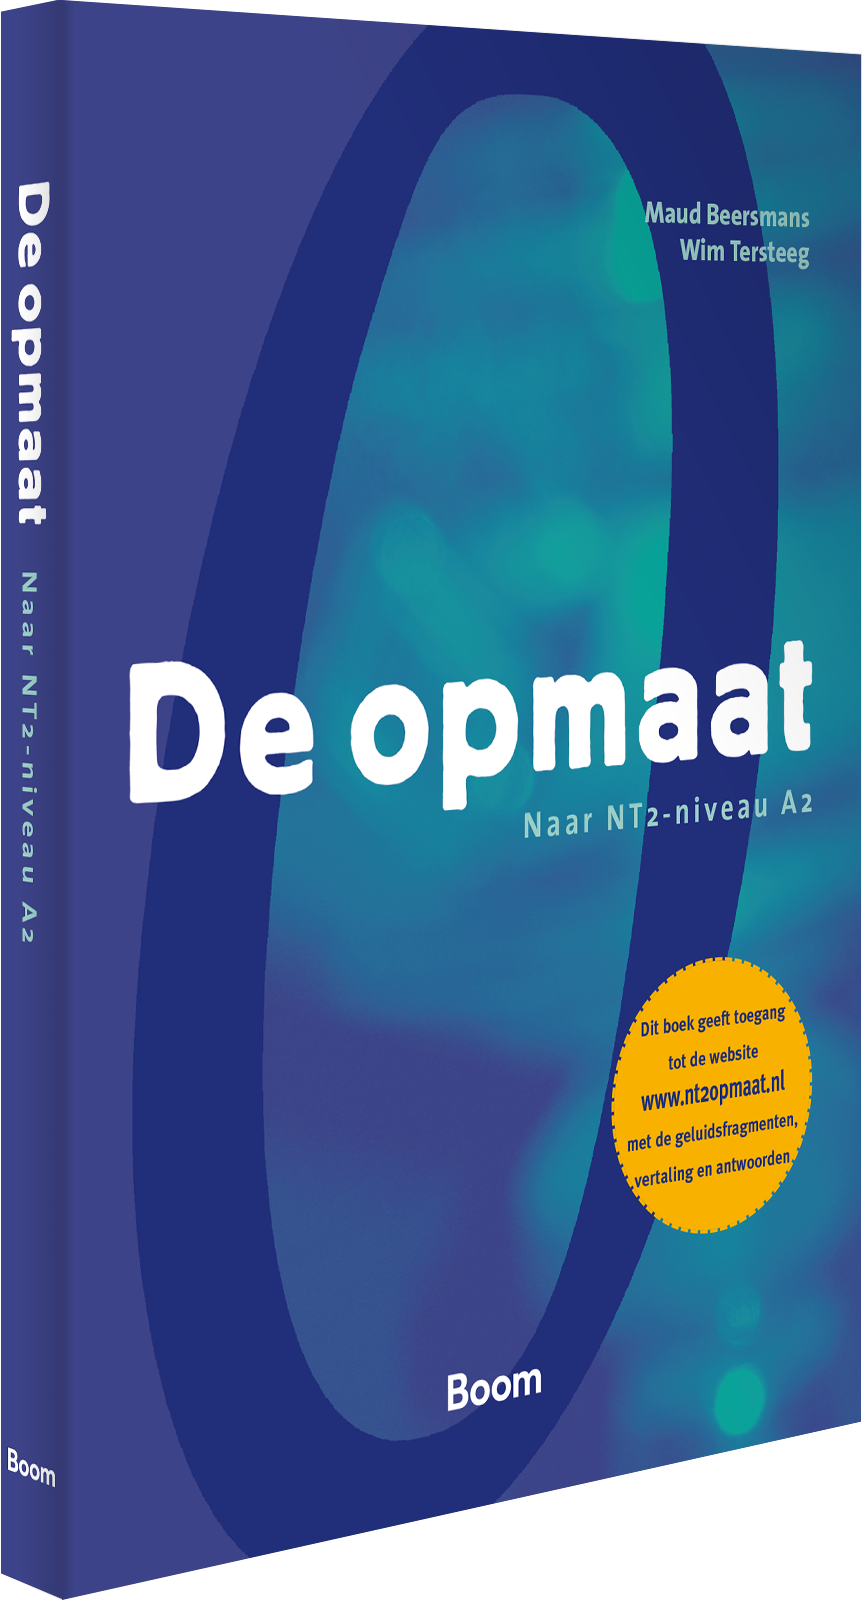 De opmaat
Naar NT2-niveau A2
Boom
Maud Beersmans
Wim Tersteeg
De opmaat
Naar NT2-niveau A2
Dit boek geeft toegang
tot de website
www.nt2opmaat.nl
met de geluidsfragmenten,
vertaling en antwoorden.
Boom